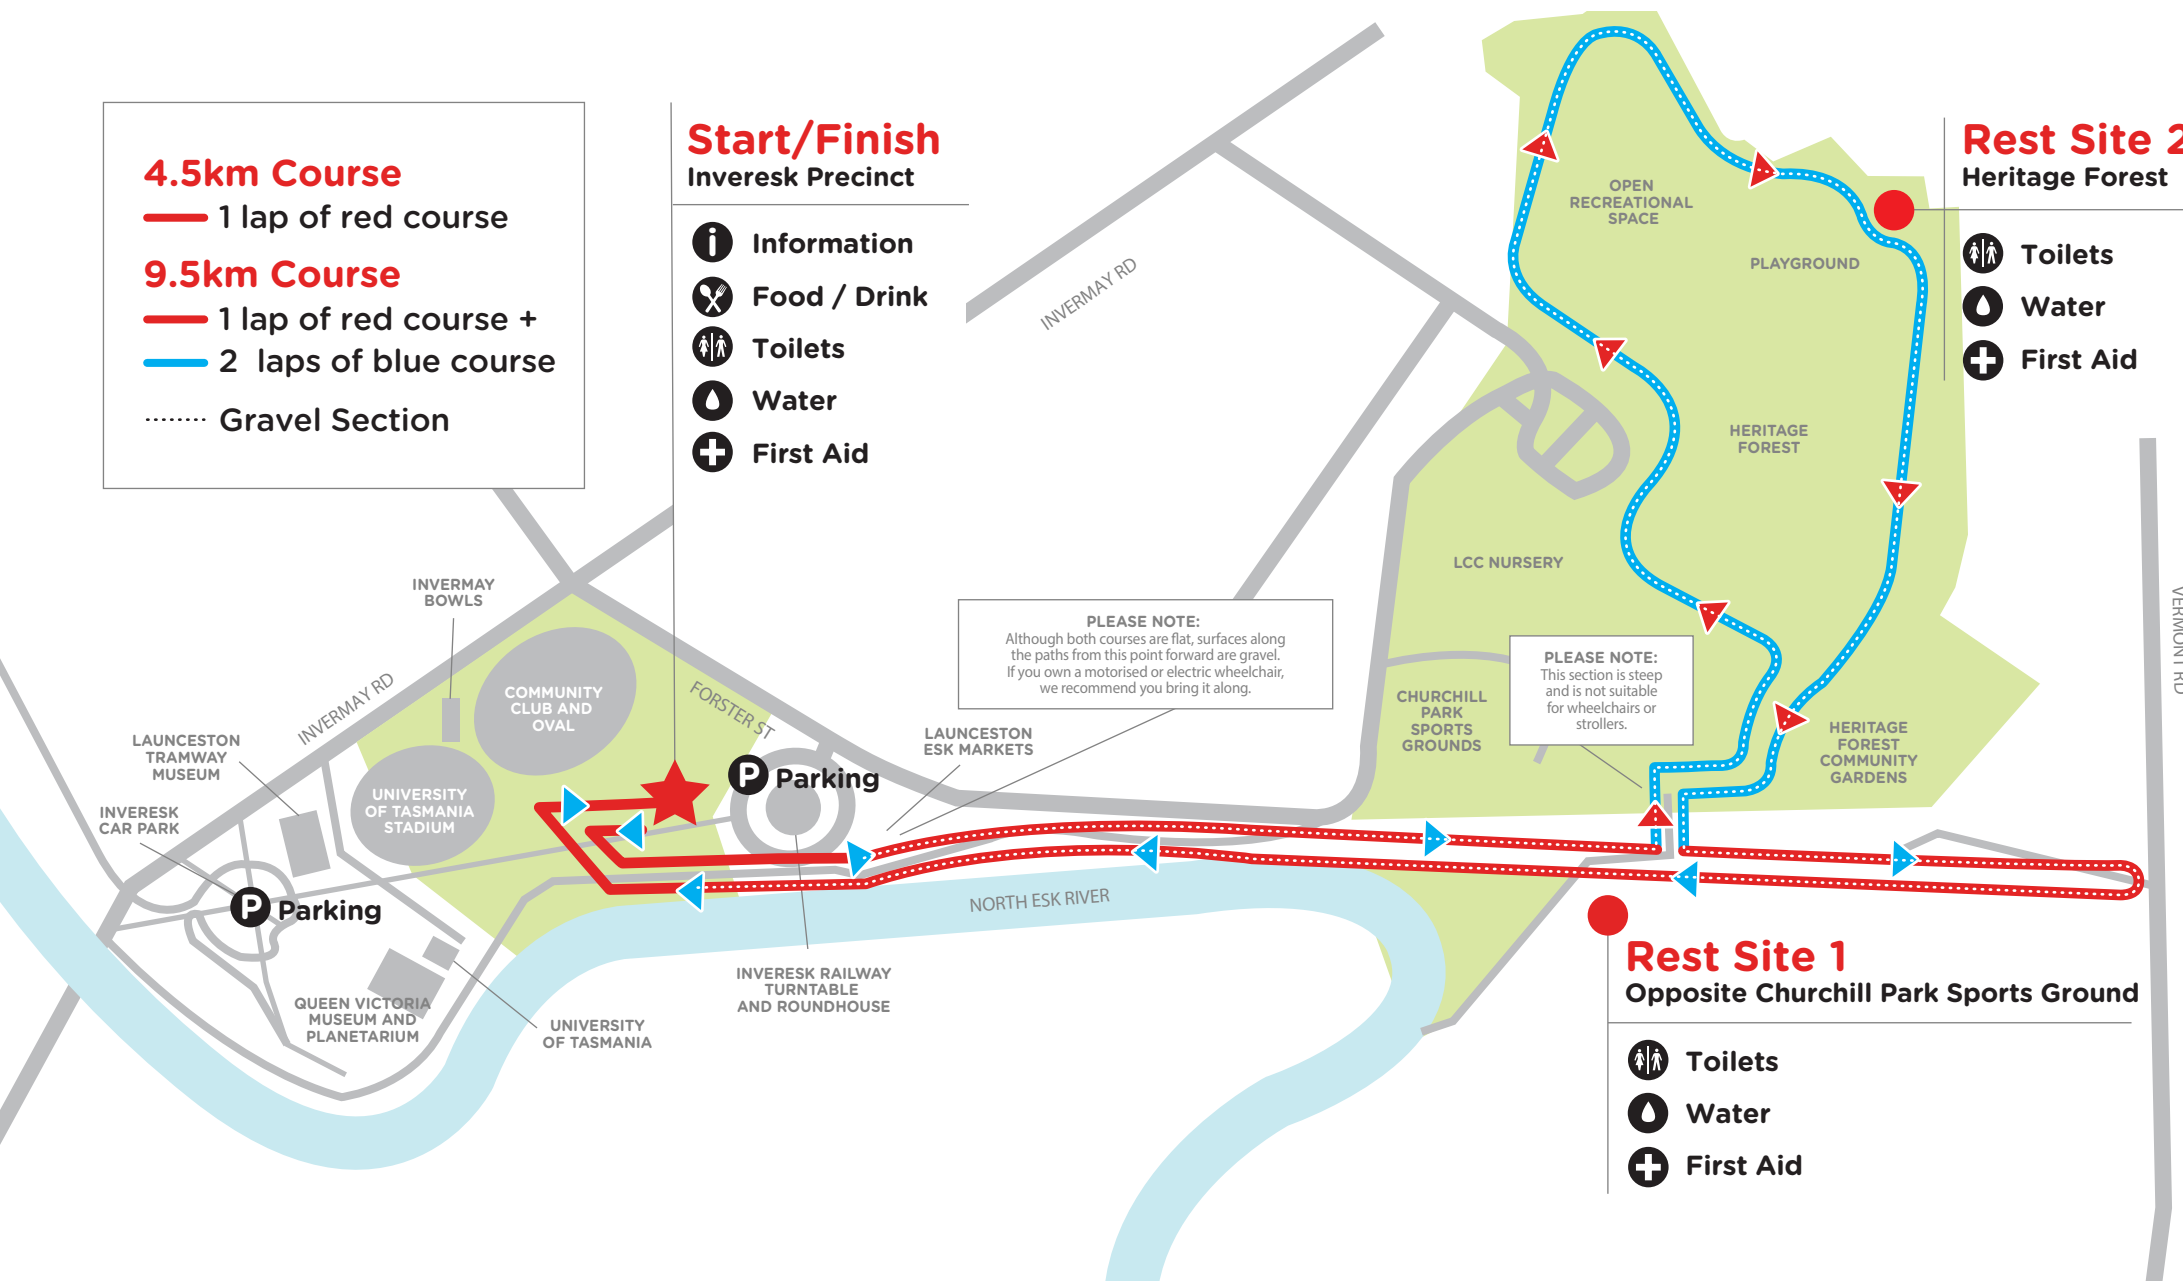 4.5km Course
1 lap of red course
9.5km Course
1 lap of red course +
2 laps of blue course
Gravel Section
Start/Finish
Inveresk Precinct
Information
Food / Drink
Toilets
Water
First Aid
Rest Site 2
Heritage Forest
Toilets
Water
First Aid
INVERMAY RD
OPEN
RECREATIONAL
SPACE
PLAYGROUND
HERITAGE
FOREST
LCC NURSERY
VERMONT RD
INVERMAY
BOWLS
COMMUNITY
CLUB AND
OVAL
INVERMAY RD
FORSTER ST
LAUNCESTON
TRAMWAY
MUSEUM
INVERESK
CAR PARK
UNIVERSITY
OF TASMANIA
STADIUM
P Parking
PLEASE NOTE:
Although both courses are flat, surfaces along
the paths from this point forward are gravel.
If you own a motorised or electric wheelchair,
we recommend you bring it along.
LAUNCESTON
ESK MARKETS
CHURCHILL
PARK
SPORTS
GROUNDS
PLEASE NOTE:
This section is steep
and is not suitable
for wheelchairs or
strollers.
HERITAGE
FOREST
COMMUNITY
GARDENS
P Parking
NORTH ESK RIVER
QUEEN VICTORIA
MUSEUM AND
PLANETARIUM
UNIVERSITY
OF TASMANIA
INVERESK RAILWAY
TURNTABLE
AND ROUNDHOUSE
Rest Site 1
Opposite Churchill Park Sports Ground
Toilets
Water
First Aid